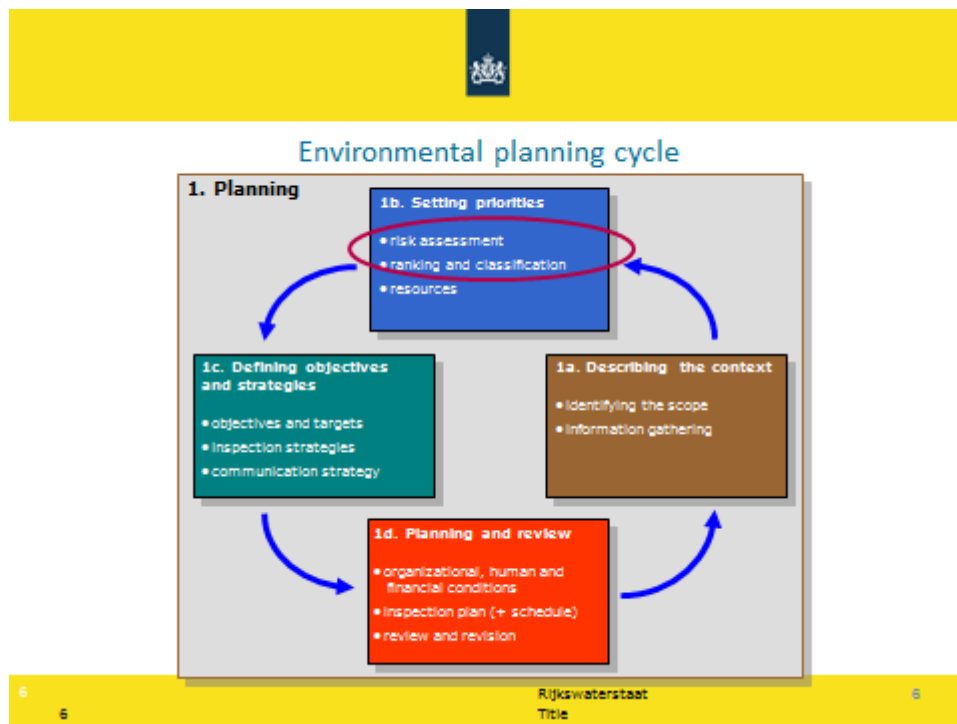 Environmental planning cycle
1. Planning
1b. Setting priorities
• risk assessment
• ranking and classification
• resources
1c. Defining objectives
and strategies
• objectives and targets
• inspection strategies
• communication strategy
1a. Describing the context
• identifying the scope
• information gathering
1d. Planning and review
• organizational, human and
financial conditions
• inspection plan (+ schedule)
• review and revision
6
6
Rijkswaterstaat
Title
6